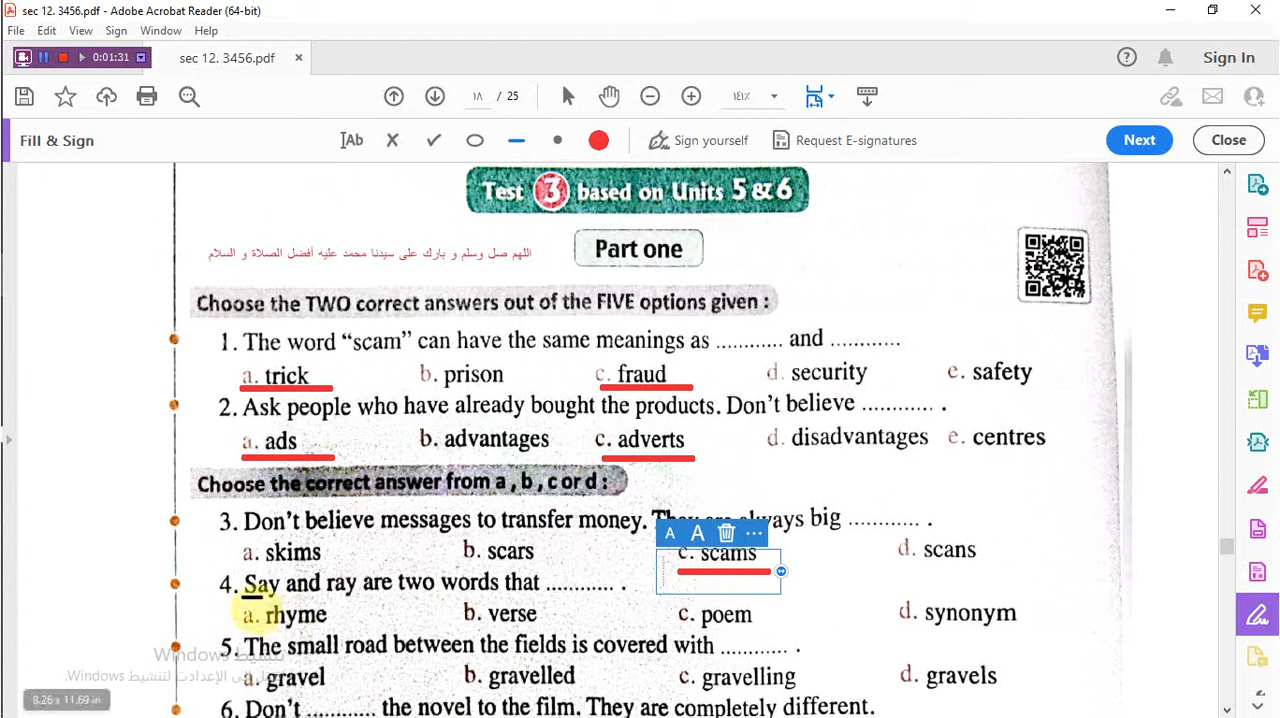 sec 12. 3456.pdf - Adobe Acrobat Reader (64-bit)
File Edit View Sign Window Help
0:01:31 sec 12. 3456.pdf × Sign In
١٨ / 25 ١٤١٪
Fill & Sign Ab Sign yourself Request E-signatures Next Close
Test 3 based on Units 5 & 6
اللهم صل وسلم و بارك على سيدنا محمد عليه أفضل الصلاة و السلام
Part one
Choose the TWO correct answers out of the FIVE options given :
1. The word “scam” can have the same meanings as ............ and ............
a. trick b. prison c. fraud d. security e. safety
2. Ask people who have already bought the products. Don’t believe ............ .
a. ads b. advantages c. adverts d. disadvantages e. centres
Choose the correct answer from a , b , c or d :
3. Don’t believe messages to transfer money. They are always big ............ .
A A ...
a. skims b. scars c. scams d. scans
4. Say and ray are two words that ............ .
a. rhyme b. verse c. poem d. synonym
5. The small road between the fields is covered with ............ .
تنشيط Windows
a. gravel b. gravelled c. gravelling d. gravels
إلى الإعدادات لتنشيط Windows.
8.26 x 11.69 in
6. Don’t ............ the novel to the film. They are completely different.